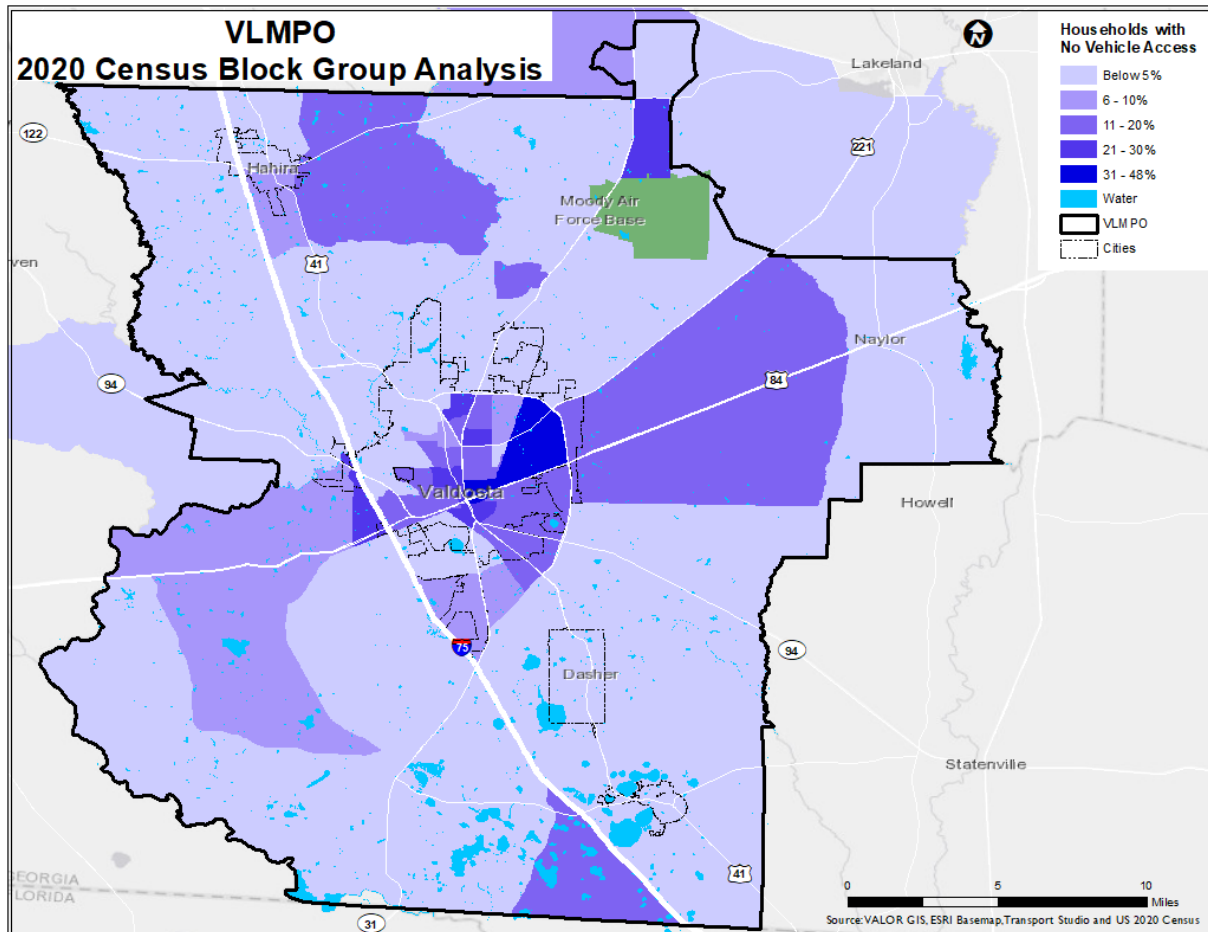 VLMPO
2020 Census Block Group Analysis
N
Households with
No Vehicle Access
Below 5%
6 - 10%
11 - 20%
21 - 30%
31 - 48%
Water
VLMPO
Cities
Lakeland
122
Hahira
221
Moody Air
Force Base
41
ven
Naylor
94
84
Valdosta
Howell
75
94
Dasher
Statenville
41
GEORGIA
FLORIDA
31
0 5 10
Miles
Source: VALOR GIS, ESRI Basemap,Transport Studio and US 2020 Census